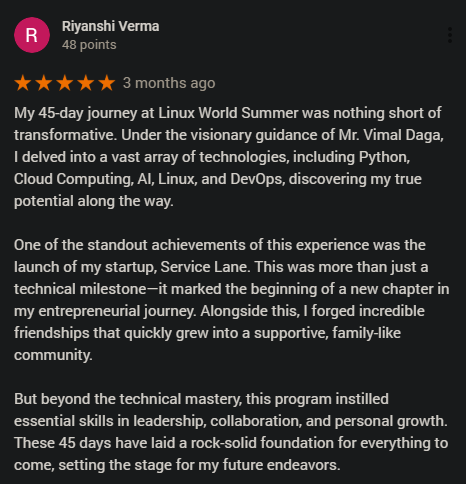 R
Riyanshi Verma
48 points
3 months ago
My 45-day journey at Linux World Summer was nothing short of
transformative. Under the visionary guidance of Mr. Vimal Daga,
I delved into a vast array of technologies, including Python,
Cloud Computing, AI, Linux, and DevOps, discovering my true
potential along the way.
One of the standout achievements of this experience was the
launch of my startup, Service Lane. This was more than just a
technical milestone—it marked the beginning of a new chapter in
my entrepreneurial journey. Alongside this, I forged incredible
friendships that quickly grew into a supportive, family-like
community.
But beyond the technical mastery, this program instilled
essential skills in leadership, collaboration, and personal growth.
These 45 days have laid a rock-solid foundation for everything to
come, setting the stage for my future endeavors.